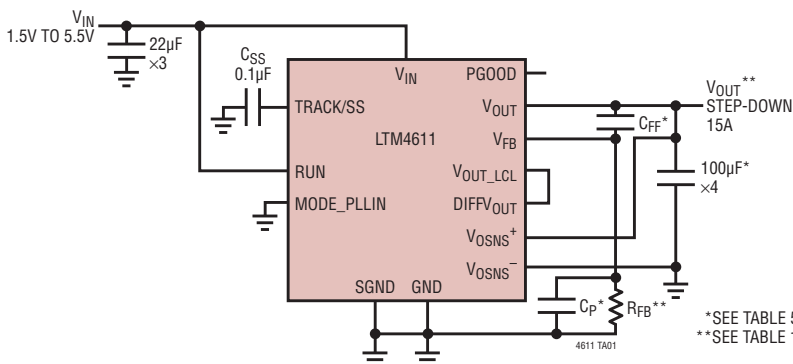 VIN
1.5V TO 5.5V
22µF
×3
CSS
0.1µF
VIN
PGOOD
VOUT**
STEP-DOWN
15A
TRACK/SS
VOUT
CFF*
LTM4611
VFB
100µF*
×4
RUN
VOUT_LCL
MODE_PLLIN
DIFFVOUT
VOSNS+
VOSNS–
SGND
GND
CP*
RFB**
4611 TA01
*SEE TABLE 5
**SEE TABLE 1